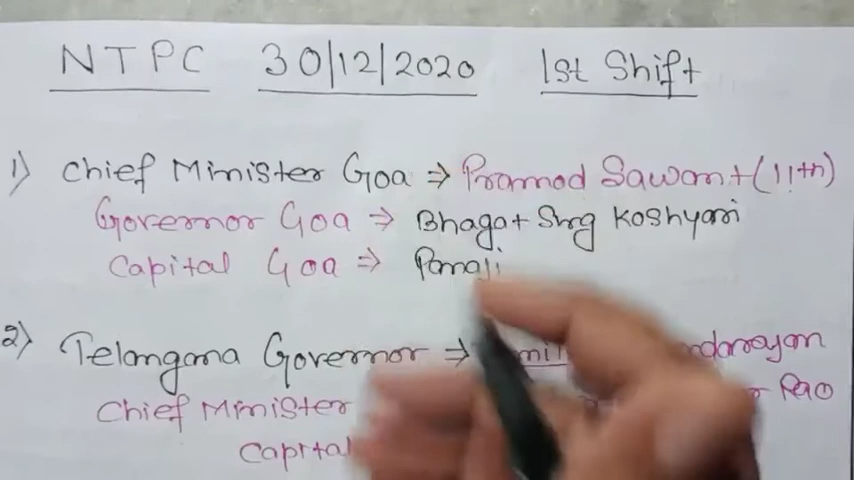 NTPC 30/12/2020 1st Shift
1) Chief Minister Goa ⇒ Pramod Sawant (11th)
Governor Goa ⇒ Bhagat Sing Koshyari
Capital Goa ⇒ Panaji
2) Telangana Governor ⇒
Chief Minister Rao
Capital